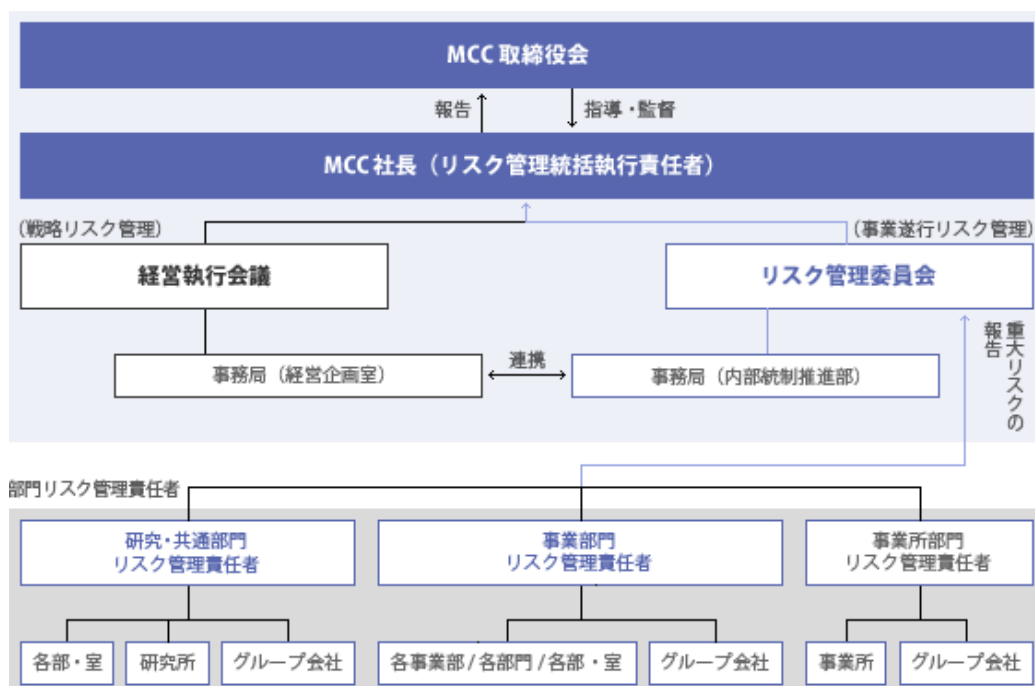 MCC 取締役会
報告
指導・監督
MCC 社長（リスク管理統括執行責任者）
(戦略リスク管理)
(事業遂行リスク管理)
経営執行会議
リスク管理委員会
重大リスクの
報告
事務局（経営企画室）
連携
事務局（内部統制推進部）
部門リスク管理責任者
研究・共通部門
リスク管理責任者
事業部門
リスク管理責任者
事業所部門
リスク管理責任者
各部・室
研究所
グループ会社
各事業部 / 各部門 / 各部・室
グループ会社
事業所
グループ会社